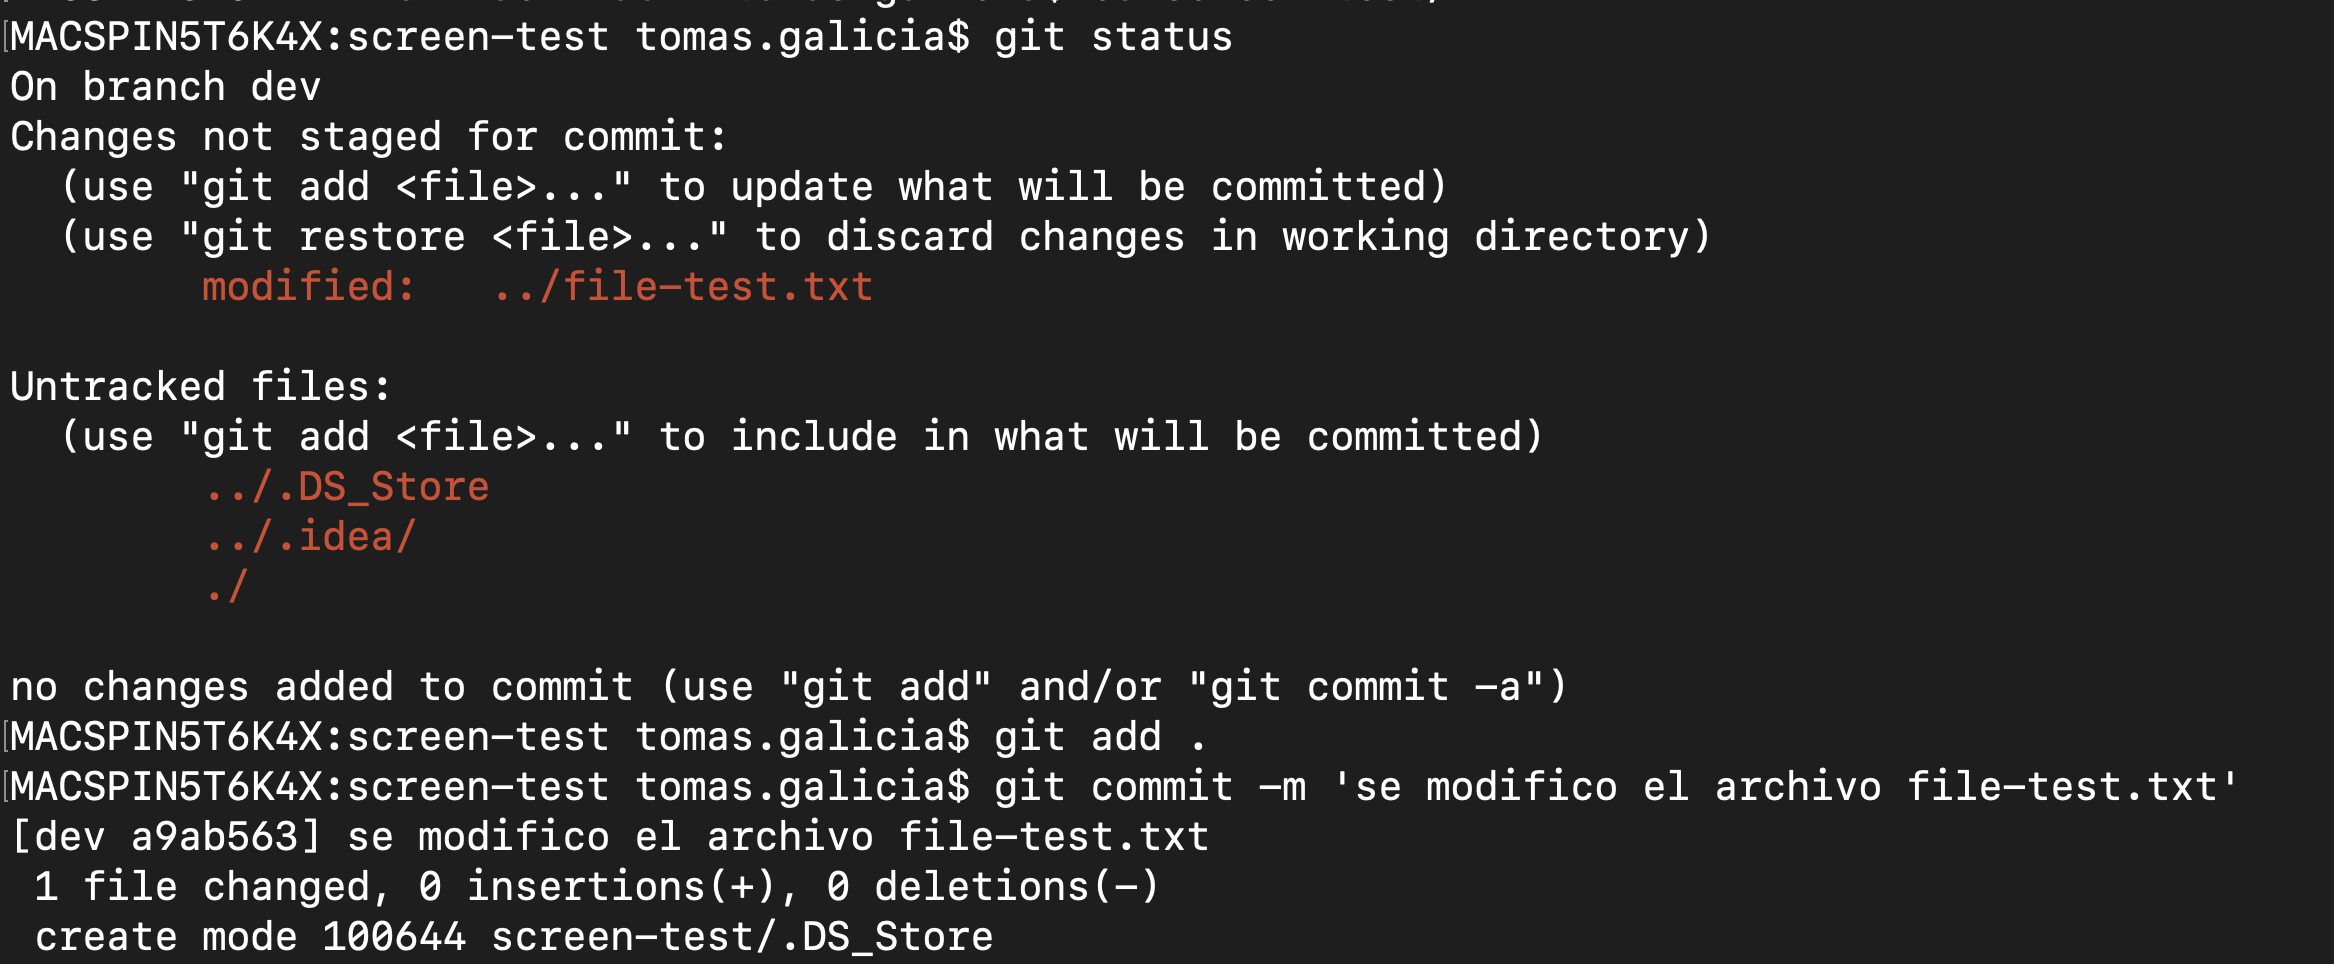 [MACSPIN5T6K4X:screen-test tomas.galicia$ git status
On branch dev
Changes not staged for commit:
  (use "git add <file>..." to update what will be committed)
  (use "git restore <file>..." to discard changes in working directory)
        modified:   ../file-test.txt

Untracked files:
  (use "git add <file>..." to include in what will be committed)
        ../.DS_Store
        ../.idea/
        ./

no changes added to commit (use "git add" and/or "git commit -a")
[MACSPIN5T6K4X:screen-test tomas.galicia$ git add .
[MACSPIN5T6K4X:screen-test tomas.galicia$ git commit -m 'se modifico el archivo file-test.txt'
[dev a9ab563] se modifico el archivo file-test.txt
 1 file changed, 0 insertions(+), 0 deletions(-)
 create mode 100644 screen-test/.DS_Store